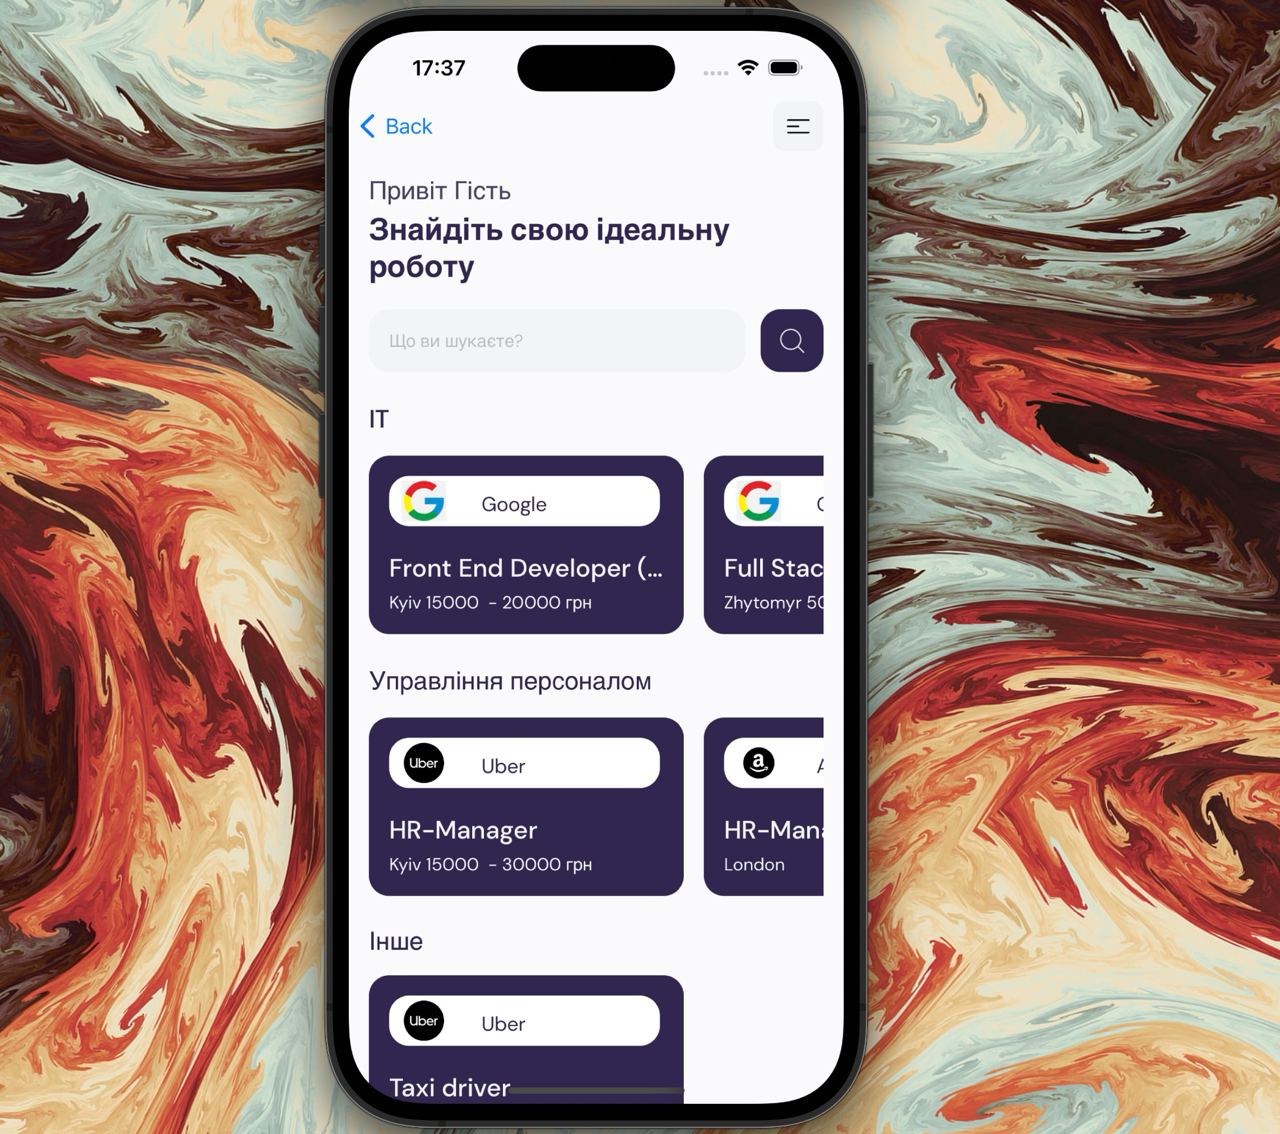 17:37
Back
Привіт Гість
Знайдіть свою ідеальну
роботу
Що ви шукаєте?
IT
Google
Front End Developer (...
Full Stac
Kyiv 15000 - 20000 грн
Zhytomyr 50
Управління персоналом
Uber
Uber
HR-Manager
HR-Mana
Kyiv 15000 - 30000 грн
London
Інше
Uber
Uber
Taxi driver